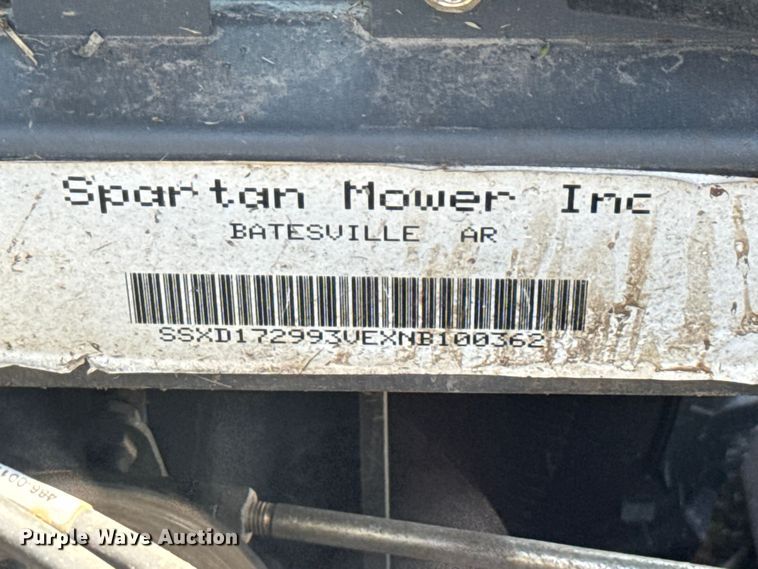 Spartan Mower Inc
BATESVILLE AR
SSXD172993VEXNB100362
Purple Wave Auction